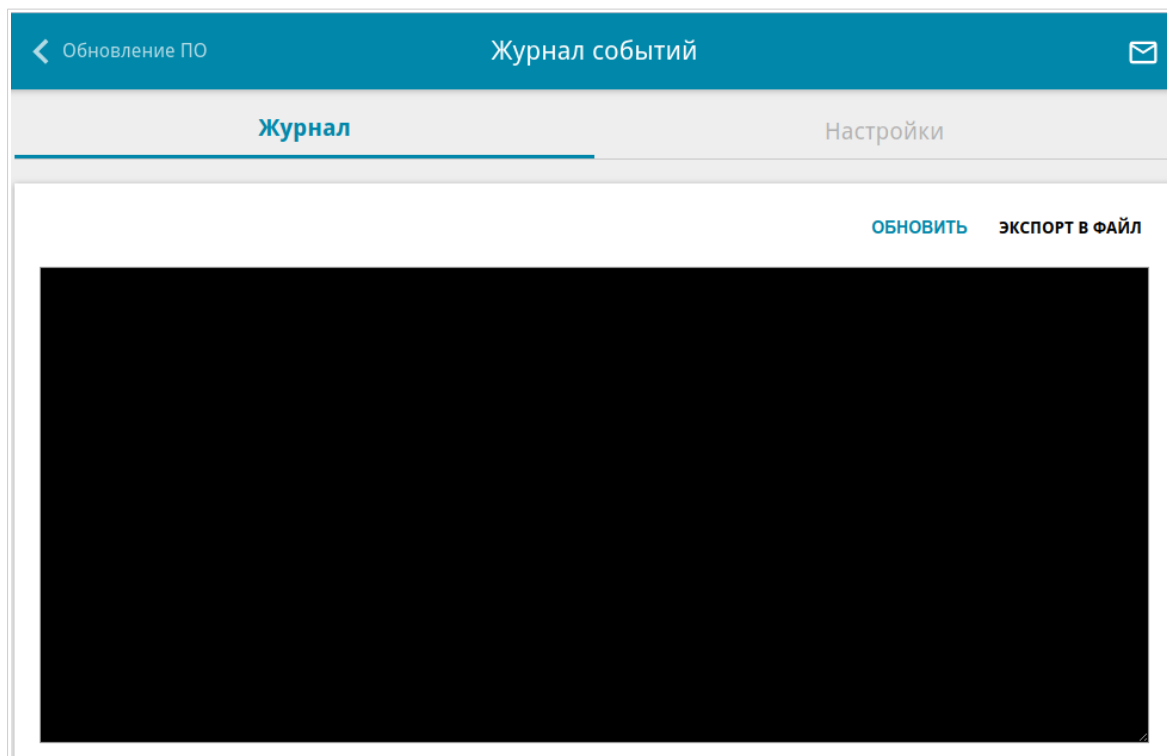 Обновление ПО
Журнал событий
Журнал
Настройки
ОБНОВИТЬ
ЭКСПОРТ В ФАЙЛ